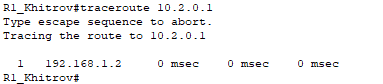 R1_Khitrov#traceroute 10.2.0.1
Type escape sequence to abort.
Tracing the route to 10.2.0.1

  1   192.168.1.2     0 msec    0 msec    0 msec
R1_Khitrov#